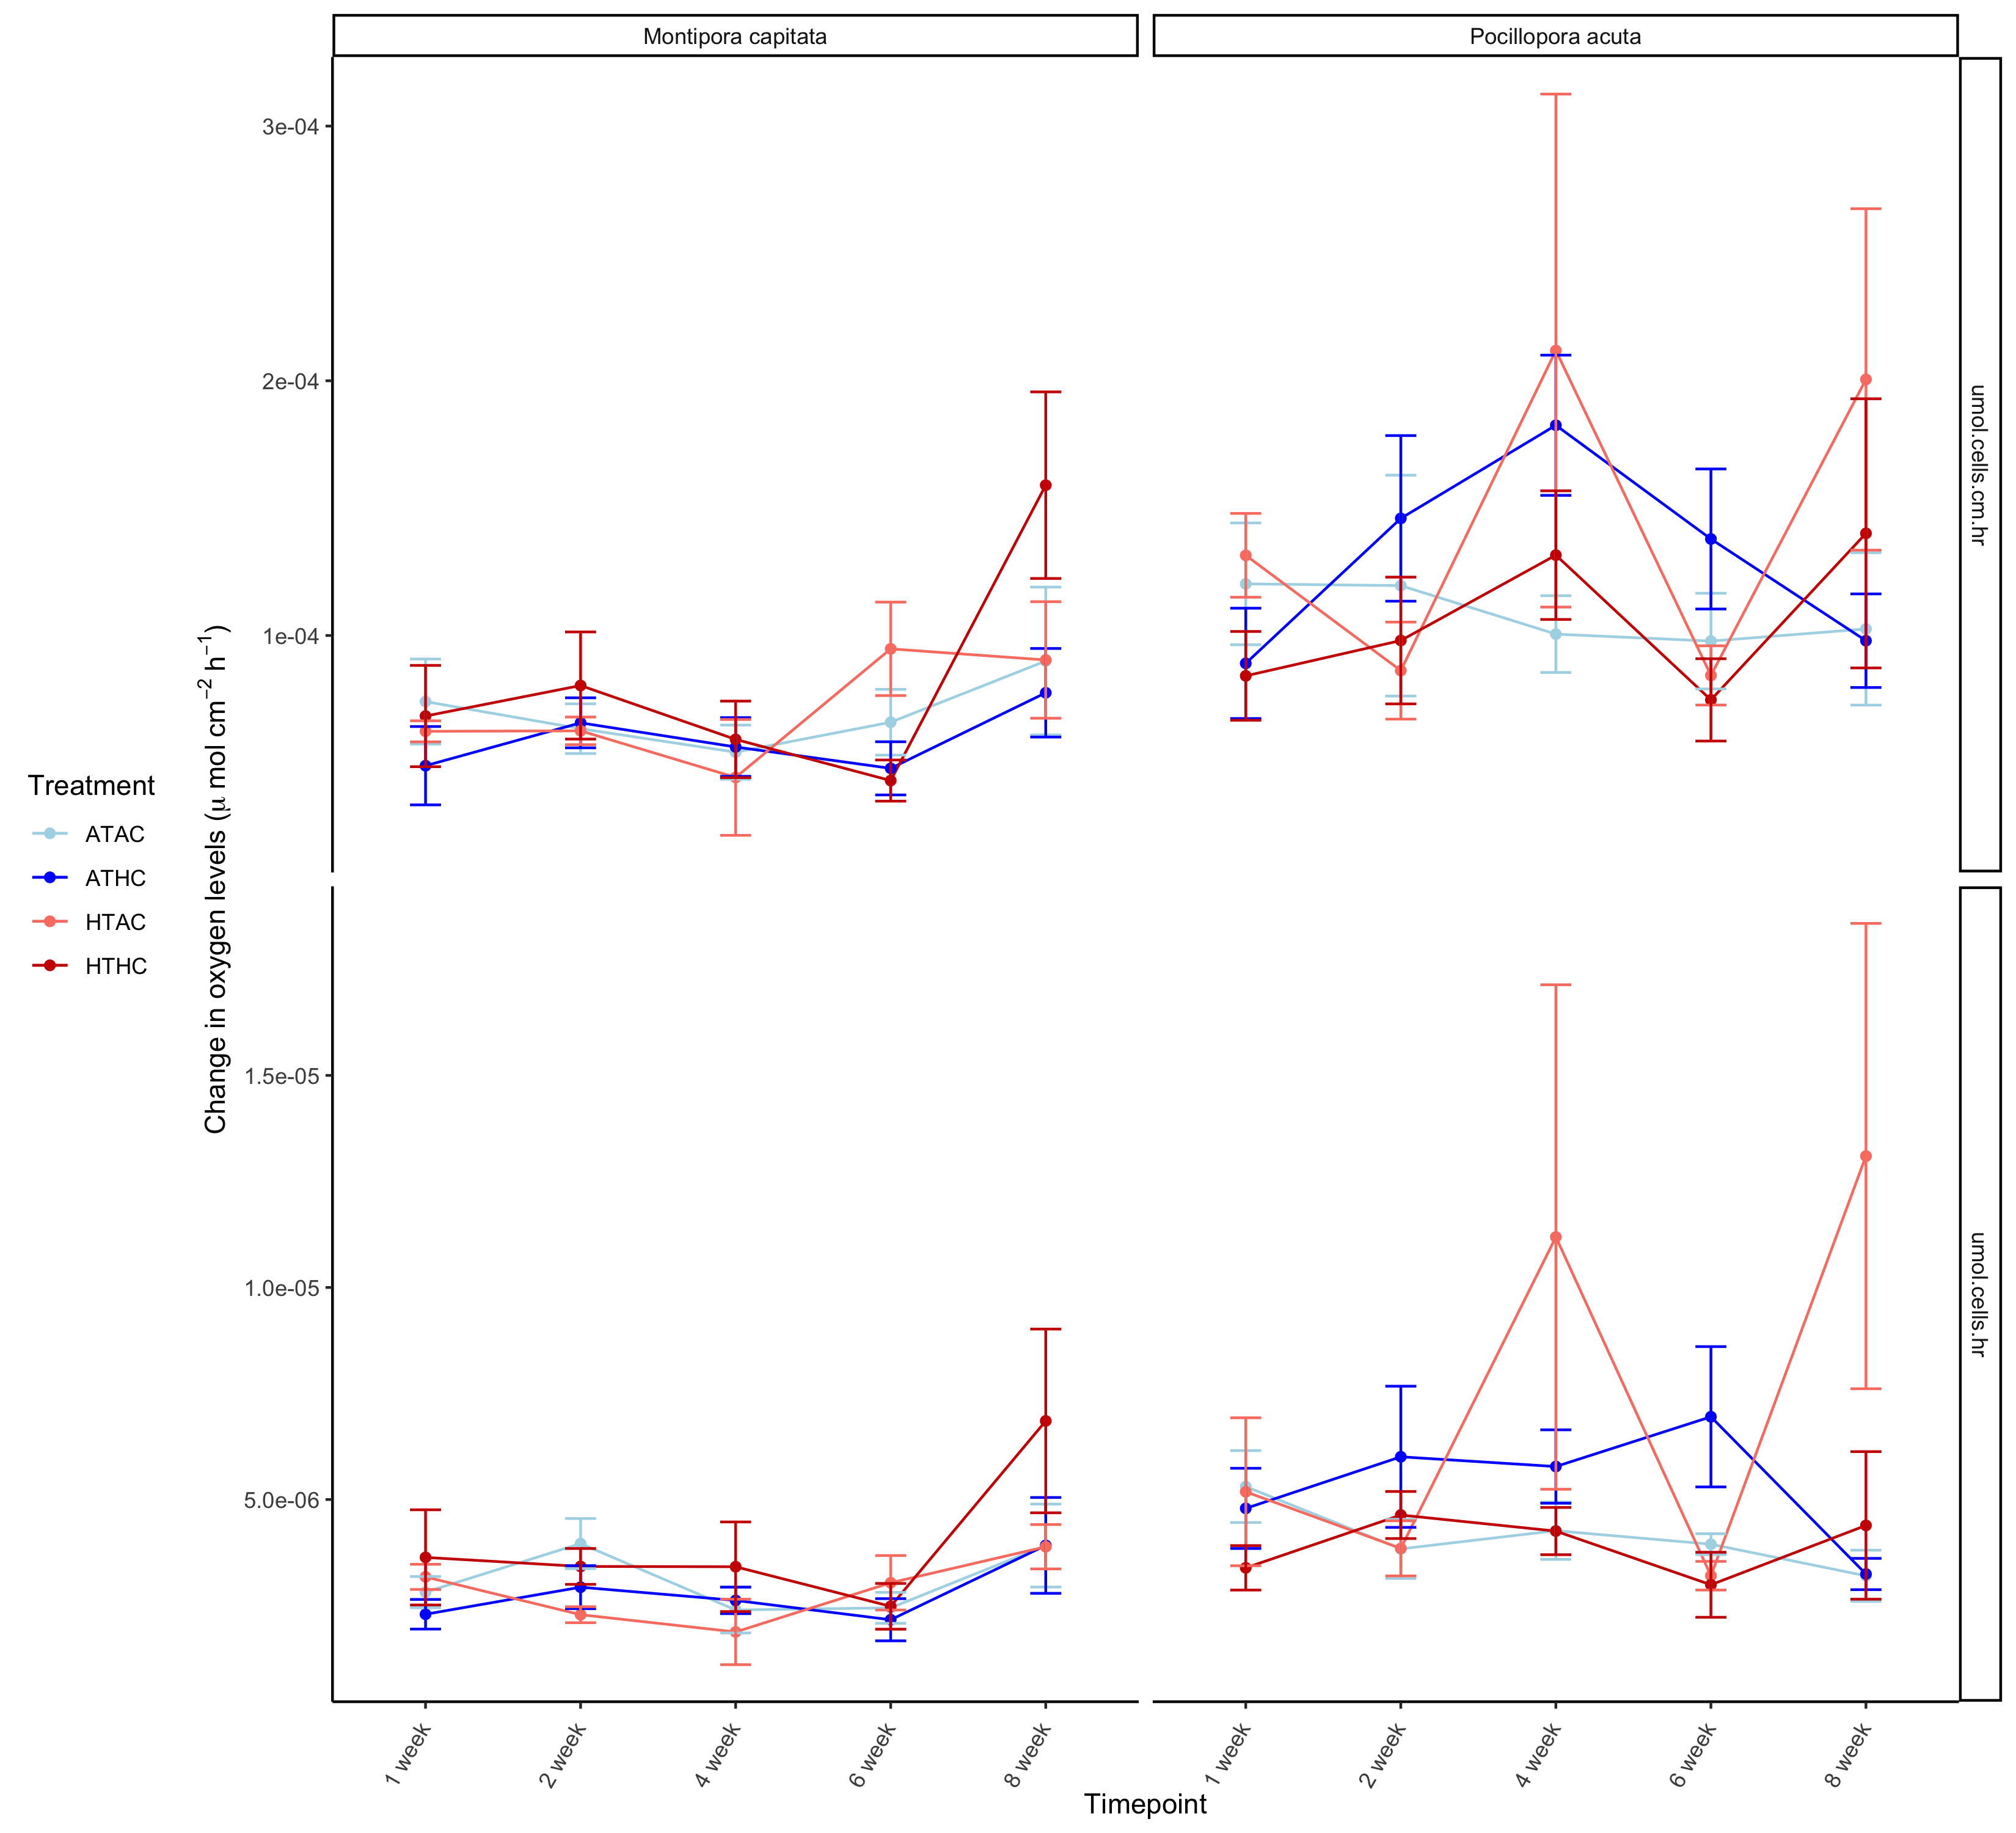 Montipora capitata
Pocillopora acuta
3e-04
2e-04
1e-04
umol.cells.cm.hr
1.5e-05
1.0e-05
5.0e-06
umol.cells.hr
Change in oxygen levels (μ mol cm⁻² h⁻¹)
Treatment
ATAC
ATHC
HTAC
HTHC
1 week
2 week
4 week
6 week
8 week
1 week
2 week
4 week
6 week
8 week
Timepoint